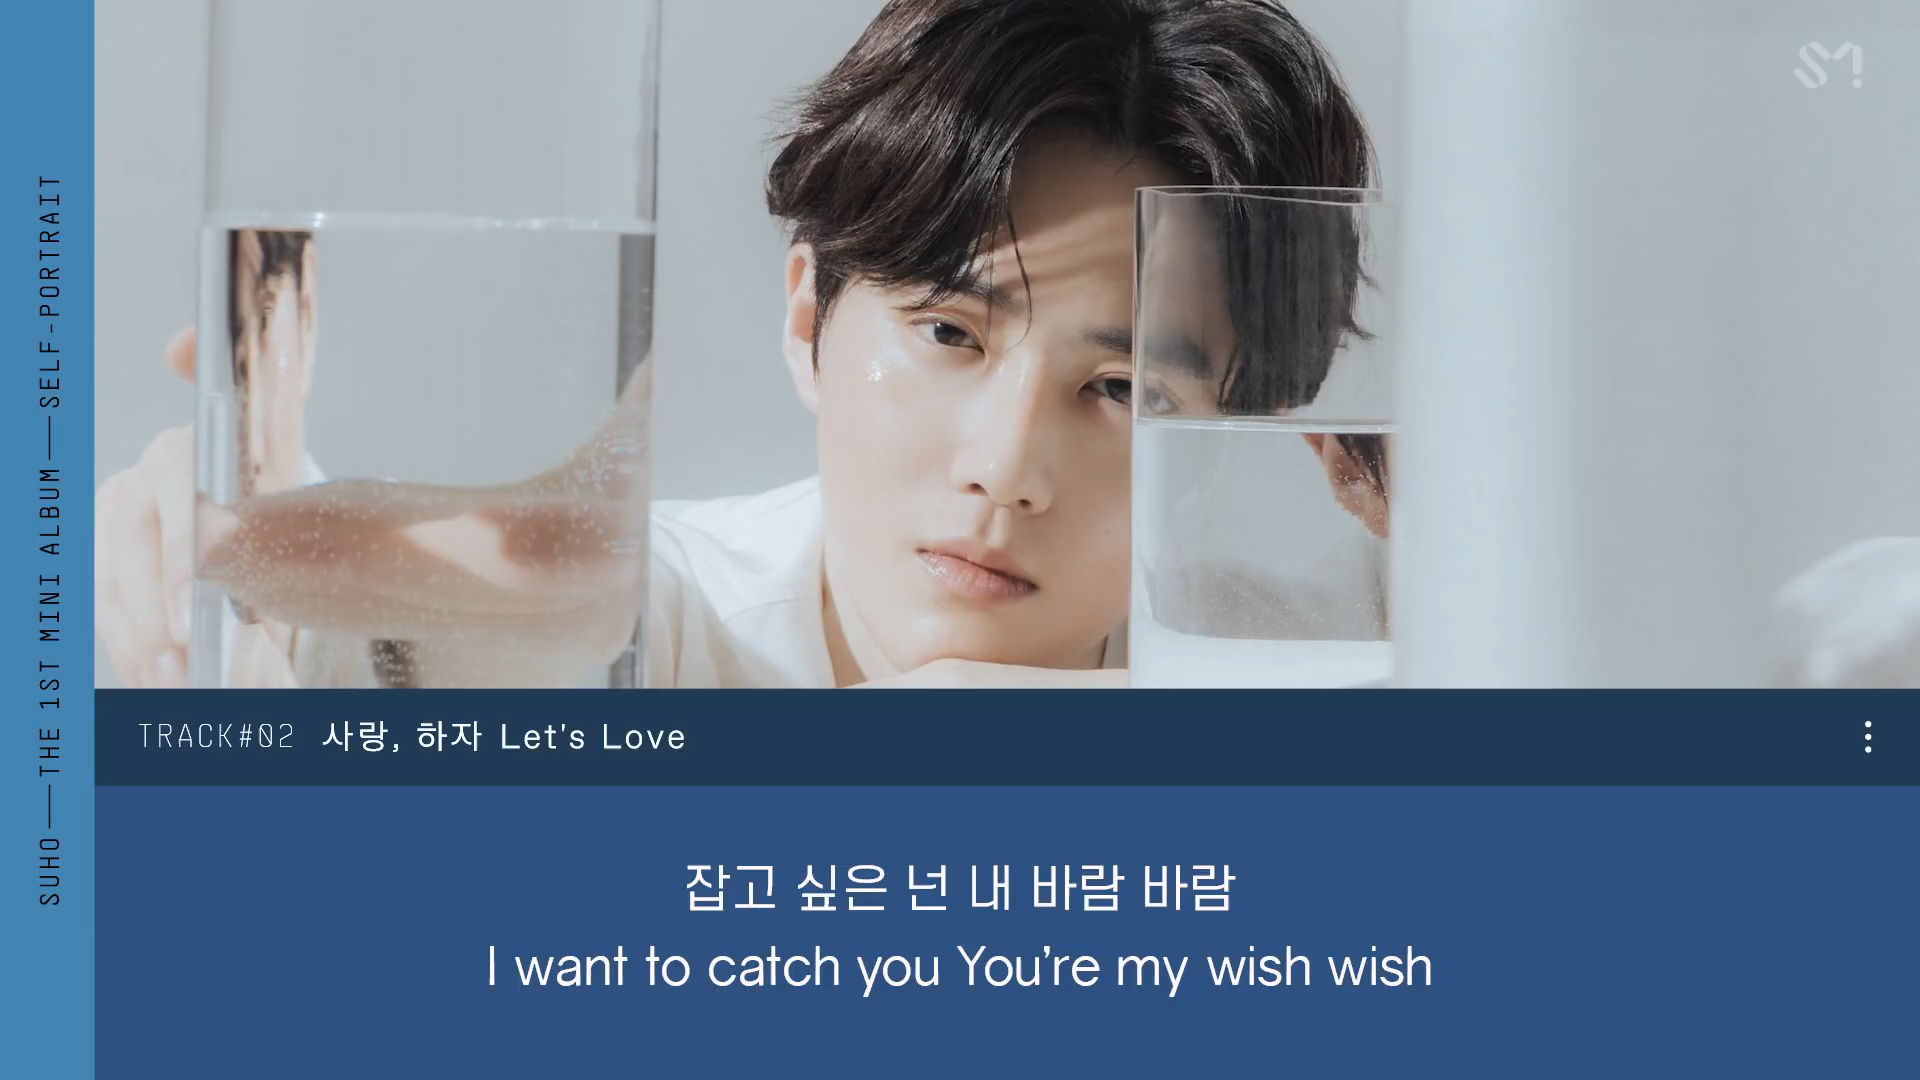 SM!
SUHO——THE 1ST MINI ALBUM——SELF-PORTRAIT
TRACK#02 사랑, 하자 Let's Love
잡고 싶은 넌 내 바람 바람
I want to catch you You’re my wish wish